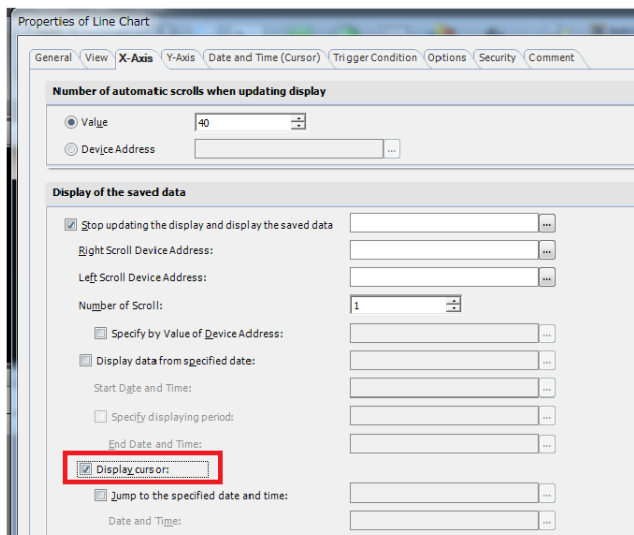 Properties of Line Chart
General View X-Axis Y-Axis Date and Time (Cursor) Trigger Condition Options Security Comment
Number of automatic scrolls when updating display
Value 40
Device Address ...
Display of the saved data
Stop updating the display and display the saved data ...
Right Scroll Device Address: ...
Left Scroll Device Address: ...
Number of Scroll: 1
Specify by Value of Device Address: ...
Display data from specified date: ...
Start Date and Time: ...
Specify displaying period: ...
End Date and Time: ...
Display cursor:
Jump to the specified date and time: ...
Date and Time: ...